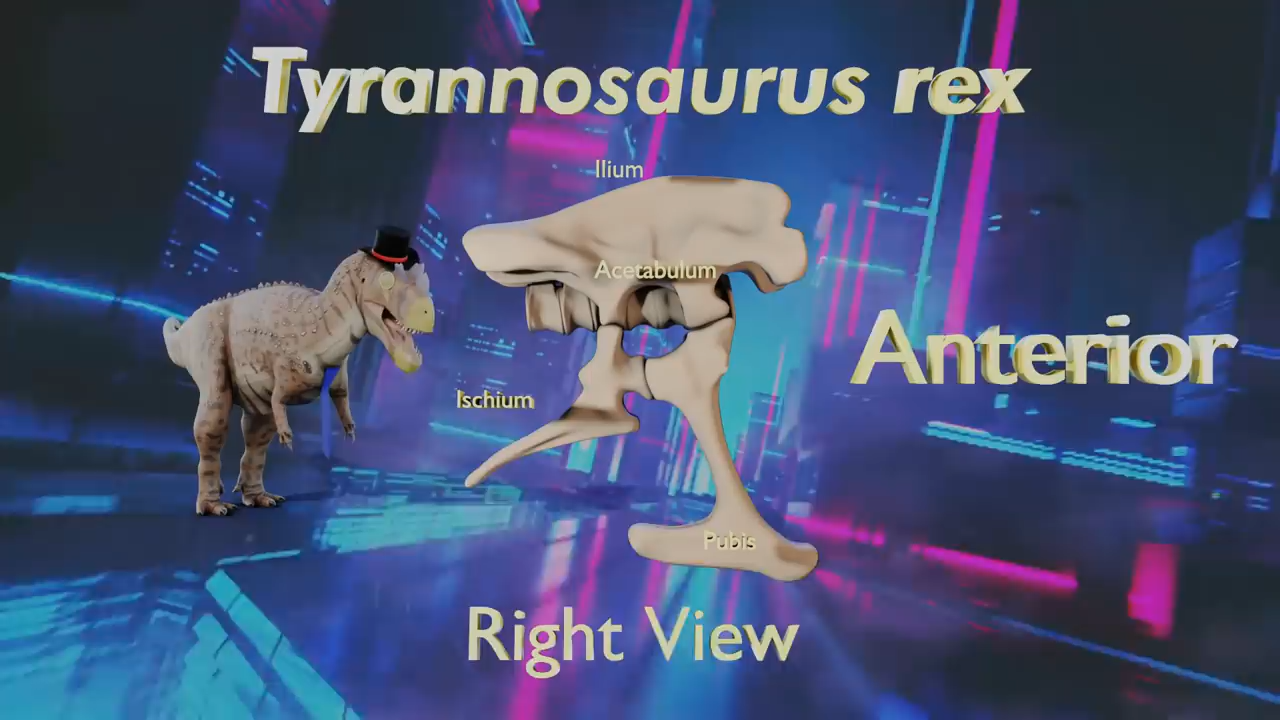 Tyrannosaurus rex
Ilium
Acetabulum
Anterior
Ischium
Pubis
Right View